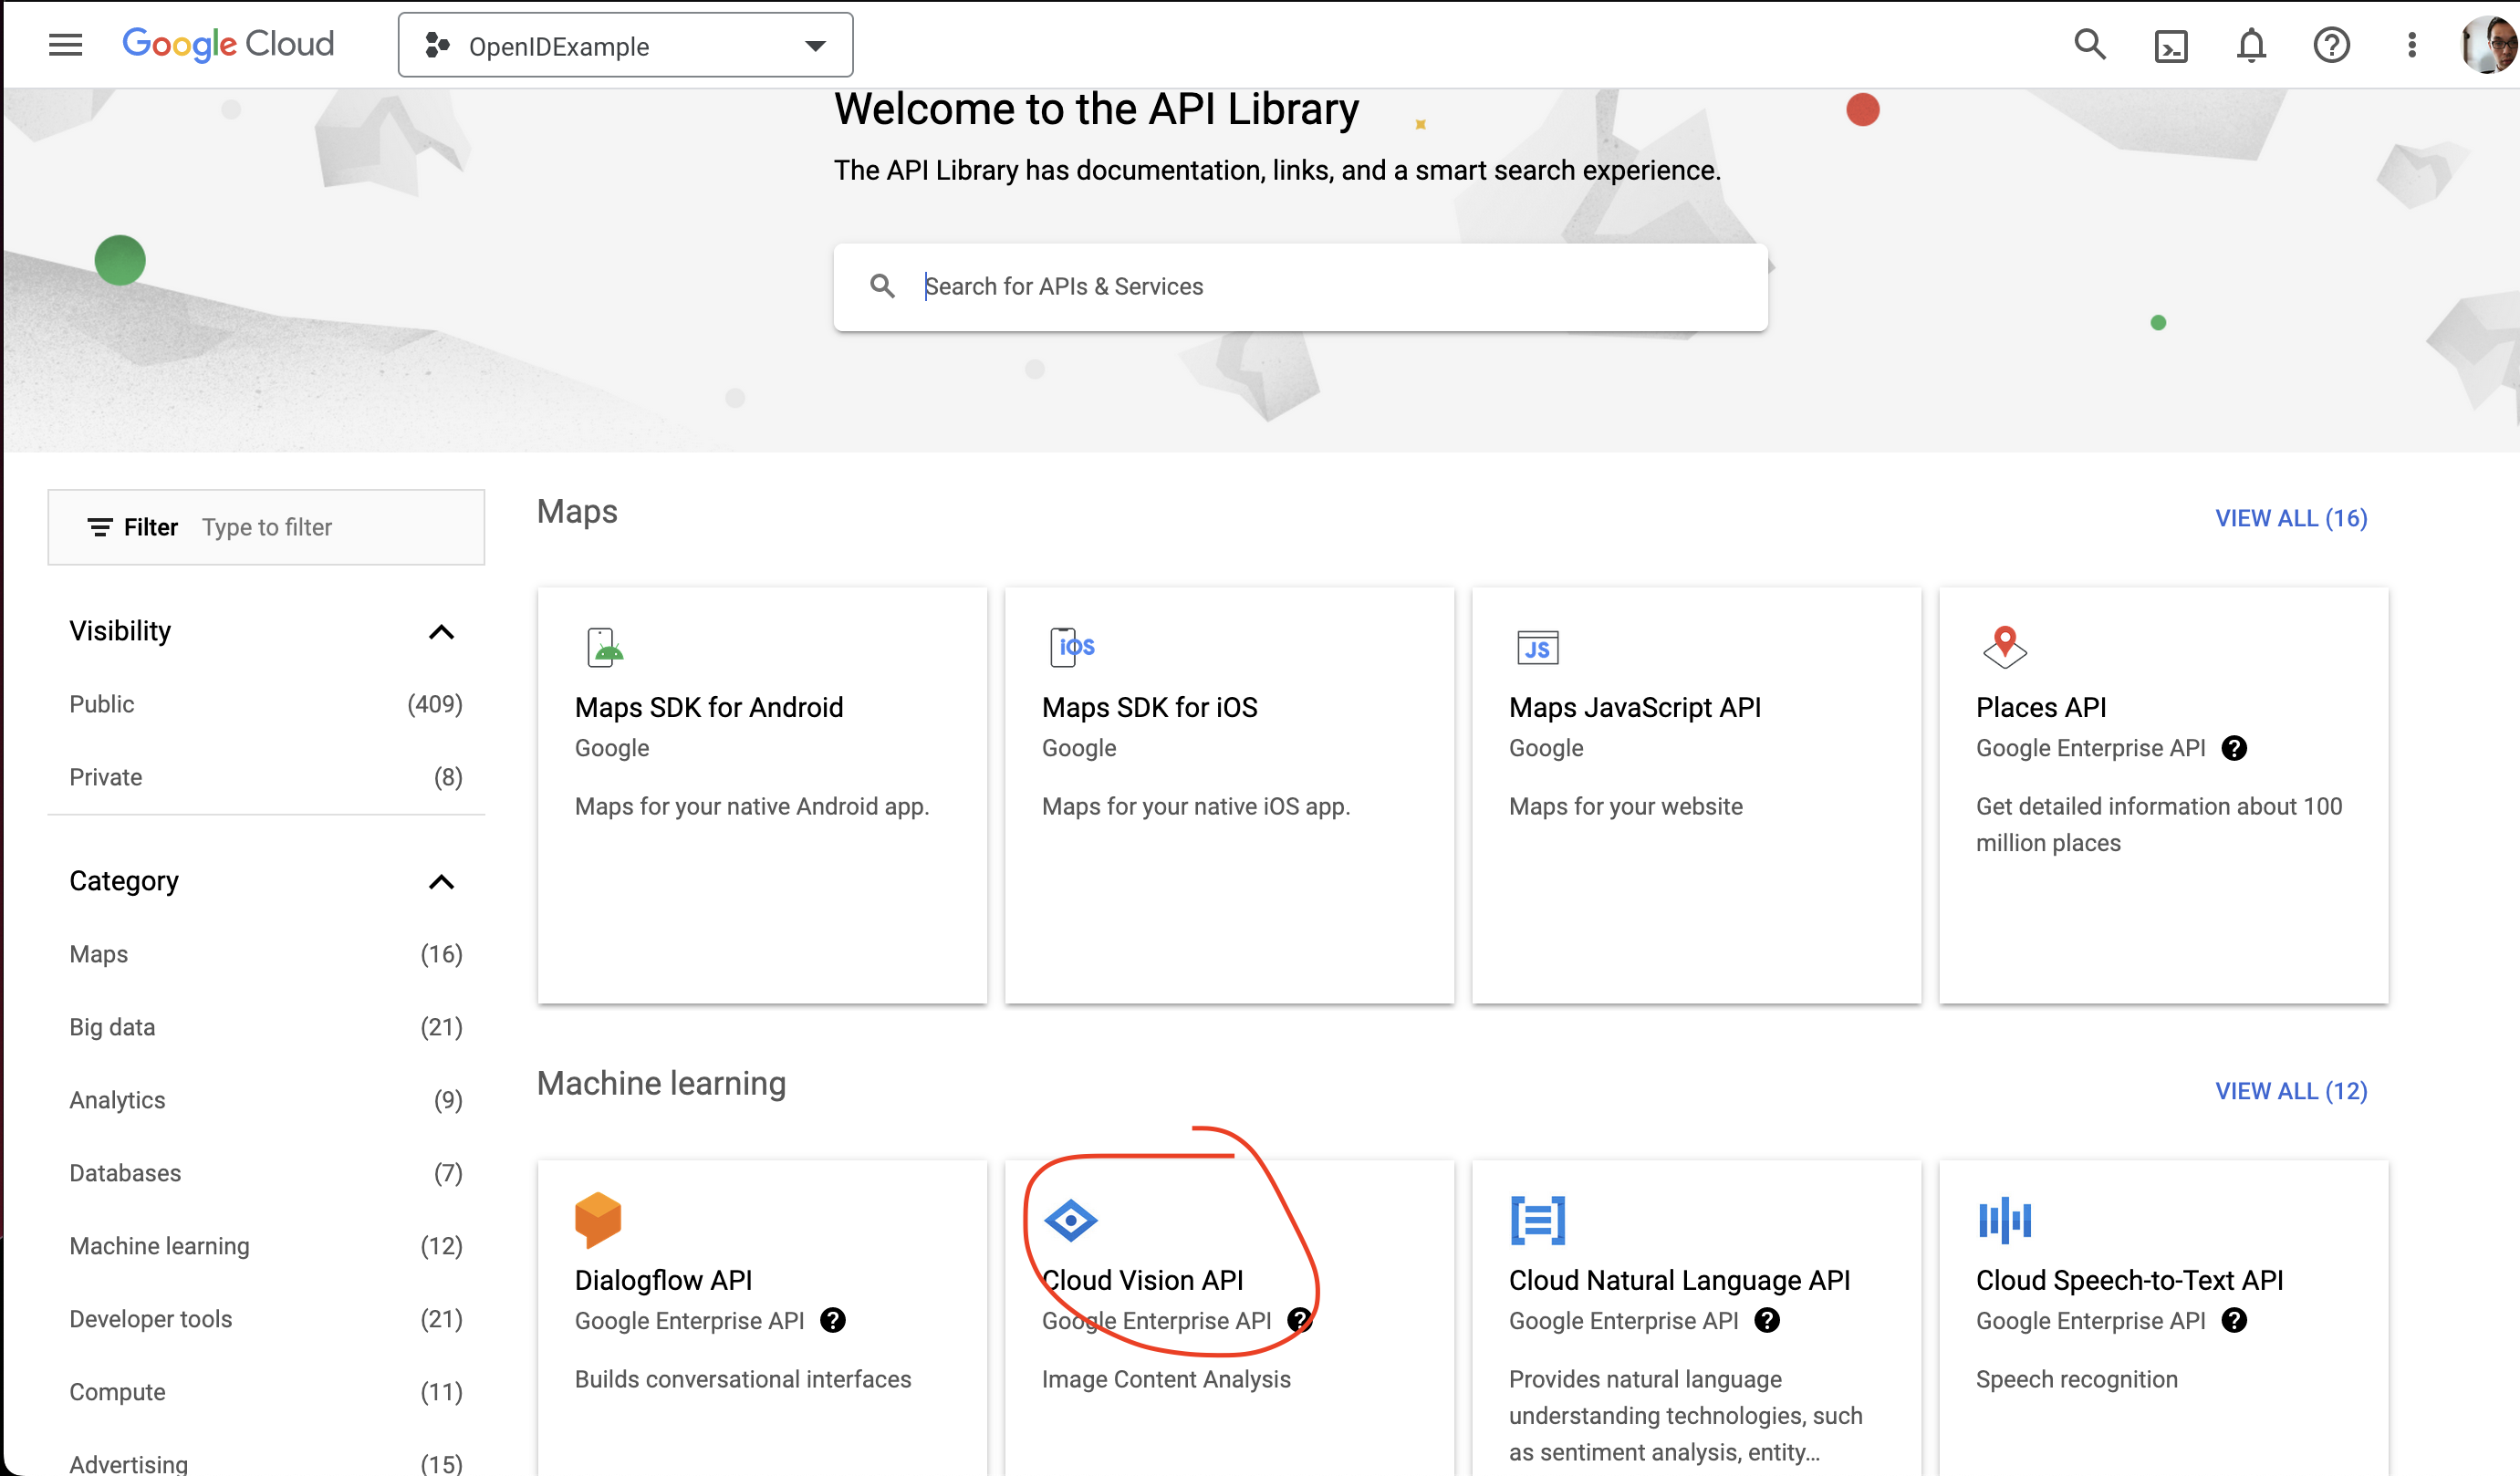 Google Cloud
OpenIDExample
Welcome to the API Library
The API Library has documentation, links, and a smart search experience.
Search for APIs & Services
Filter Type to filter
Visibility
Public (409)
Private (8)
Category
Maps (16)
Big data (21)
Analytics (9)
Databases (7)
Machine learning (12)
Developer tools (21)
Compute (11)
Advertising (15)
Maps
VIEW ALL (16)
Maps SDK for Android
Google
Maps for your native Android app.
iOS
Maps SDK for iOS
Google
Maps for your native iOS app.
JS
Maps JavaScript API
Google
Maps for your website
Places API
Google Enterprise API
Get detailed information about 100
million places
Machine learning
VIEW ALL (12)
Dialogflow API
Google Enterprise API
Builds conversational interfaces
Cloud Vision API
Google Enterprise API
Image Content Analysis
Cloud Natural Language API
Google Enterprise API
Provides natural language
understanding technologies, such
as sentiment analysis, entity...
Cloud Speech-to-Text API
Google Enterprise API
Speech recognition